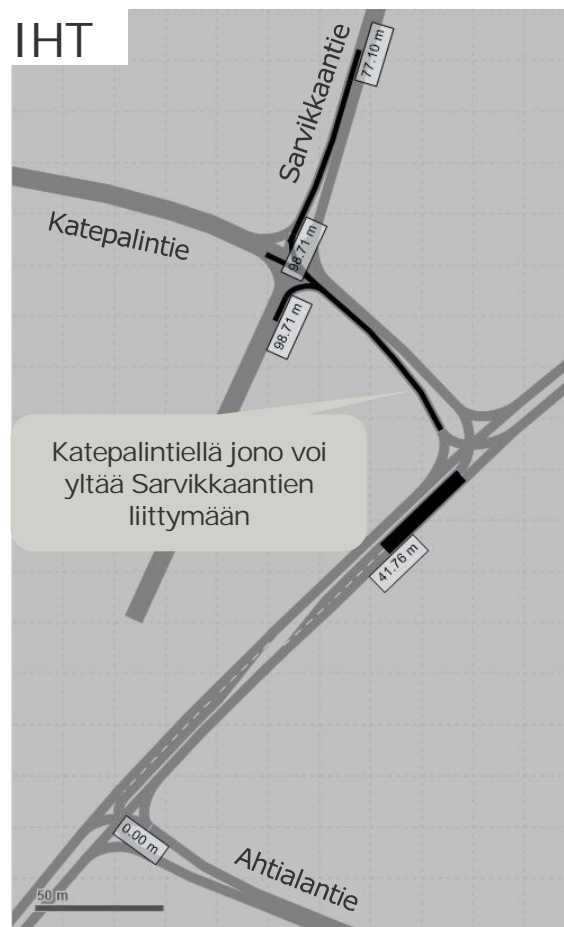 IHT
77.10 m
Sarvikkaantie
Katepalintie
98.71 m
98.71 m
Katepalintiellä jono voi
yltää Sarvikkaantien
liittymään
41.76 m
0.00 m
Ahtialantie
50 m